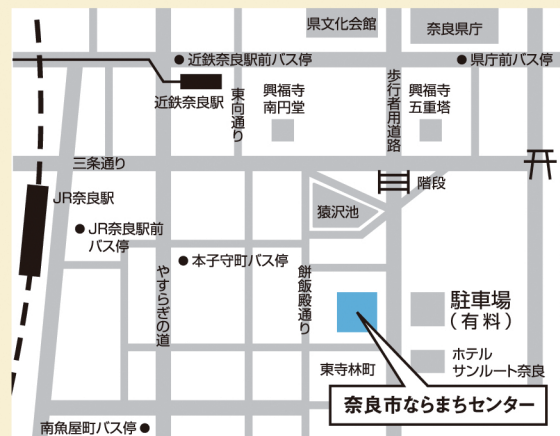 県文化会館
奈良県庁
近鉄奈良駅前バス停
県庁前バス停
近鉄奈良駅
東向通り
興福寺
南円堂
歩行者用道路
興福寺
五重塔
三条通り
階段
JR奈良駅
猿沢池
JR奈良駅前
バス停
本子守町バス停
やすらぎの道
餅飯殿通り
駐車場
(有料)
東寺林町
ホテル
サンルート奈良
奈良市ならまちセンター
南魚屋町バス停